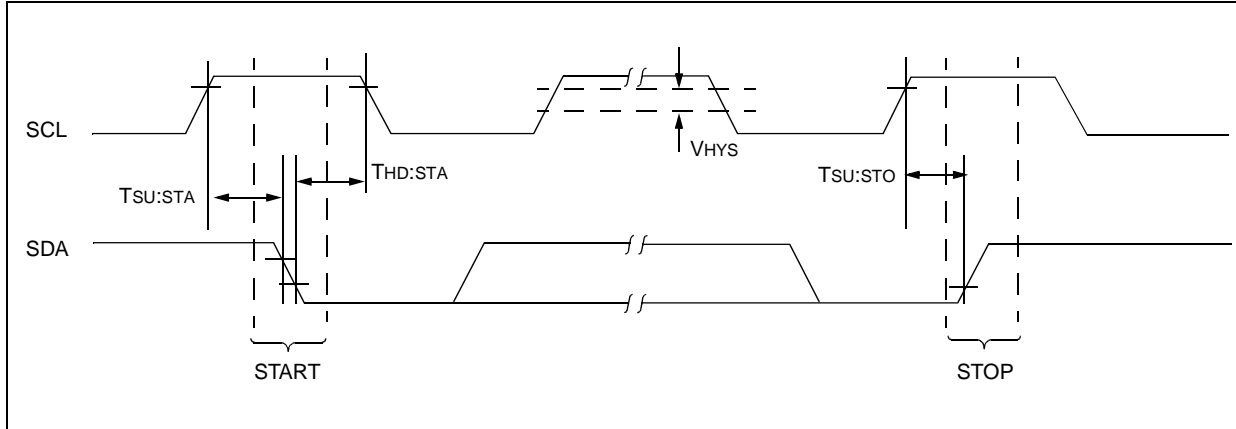 SCL
VHYS
THD:STA
TSU:STA
TSU:STO
SDA
START
STOP